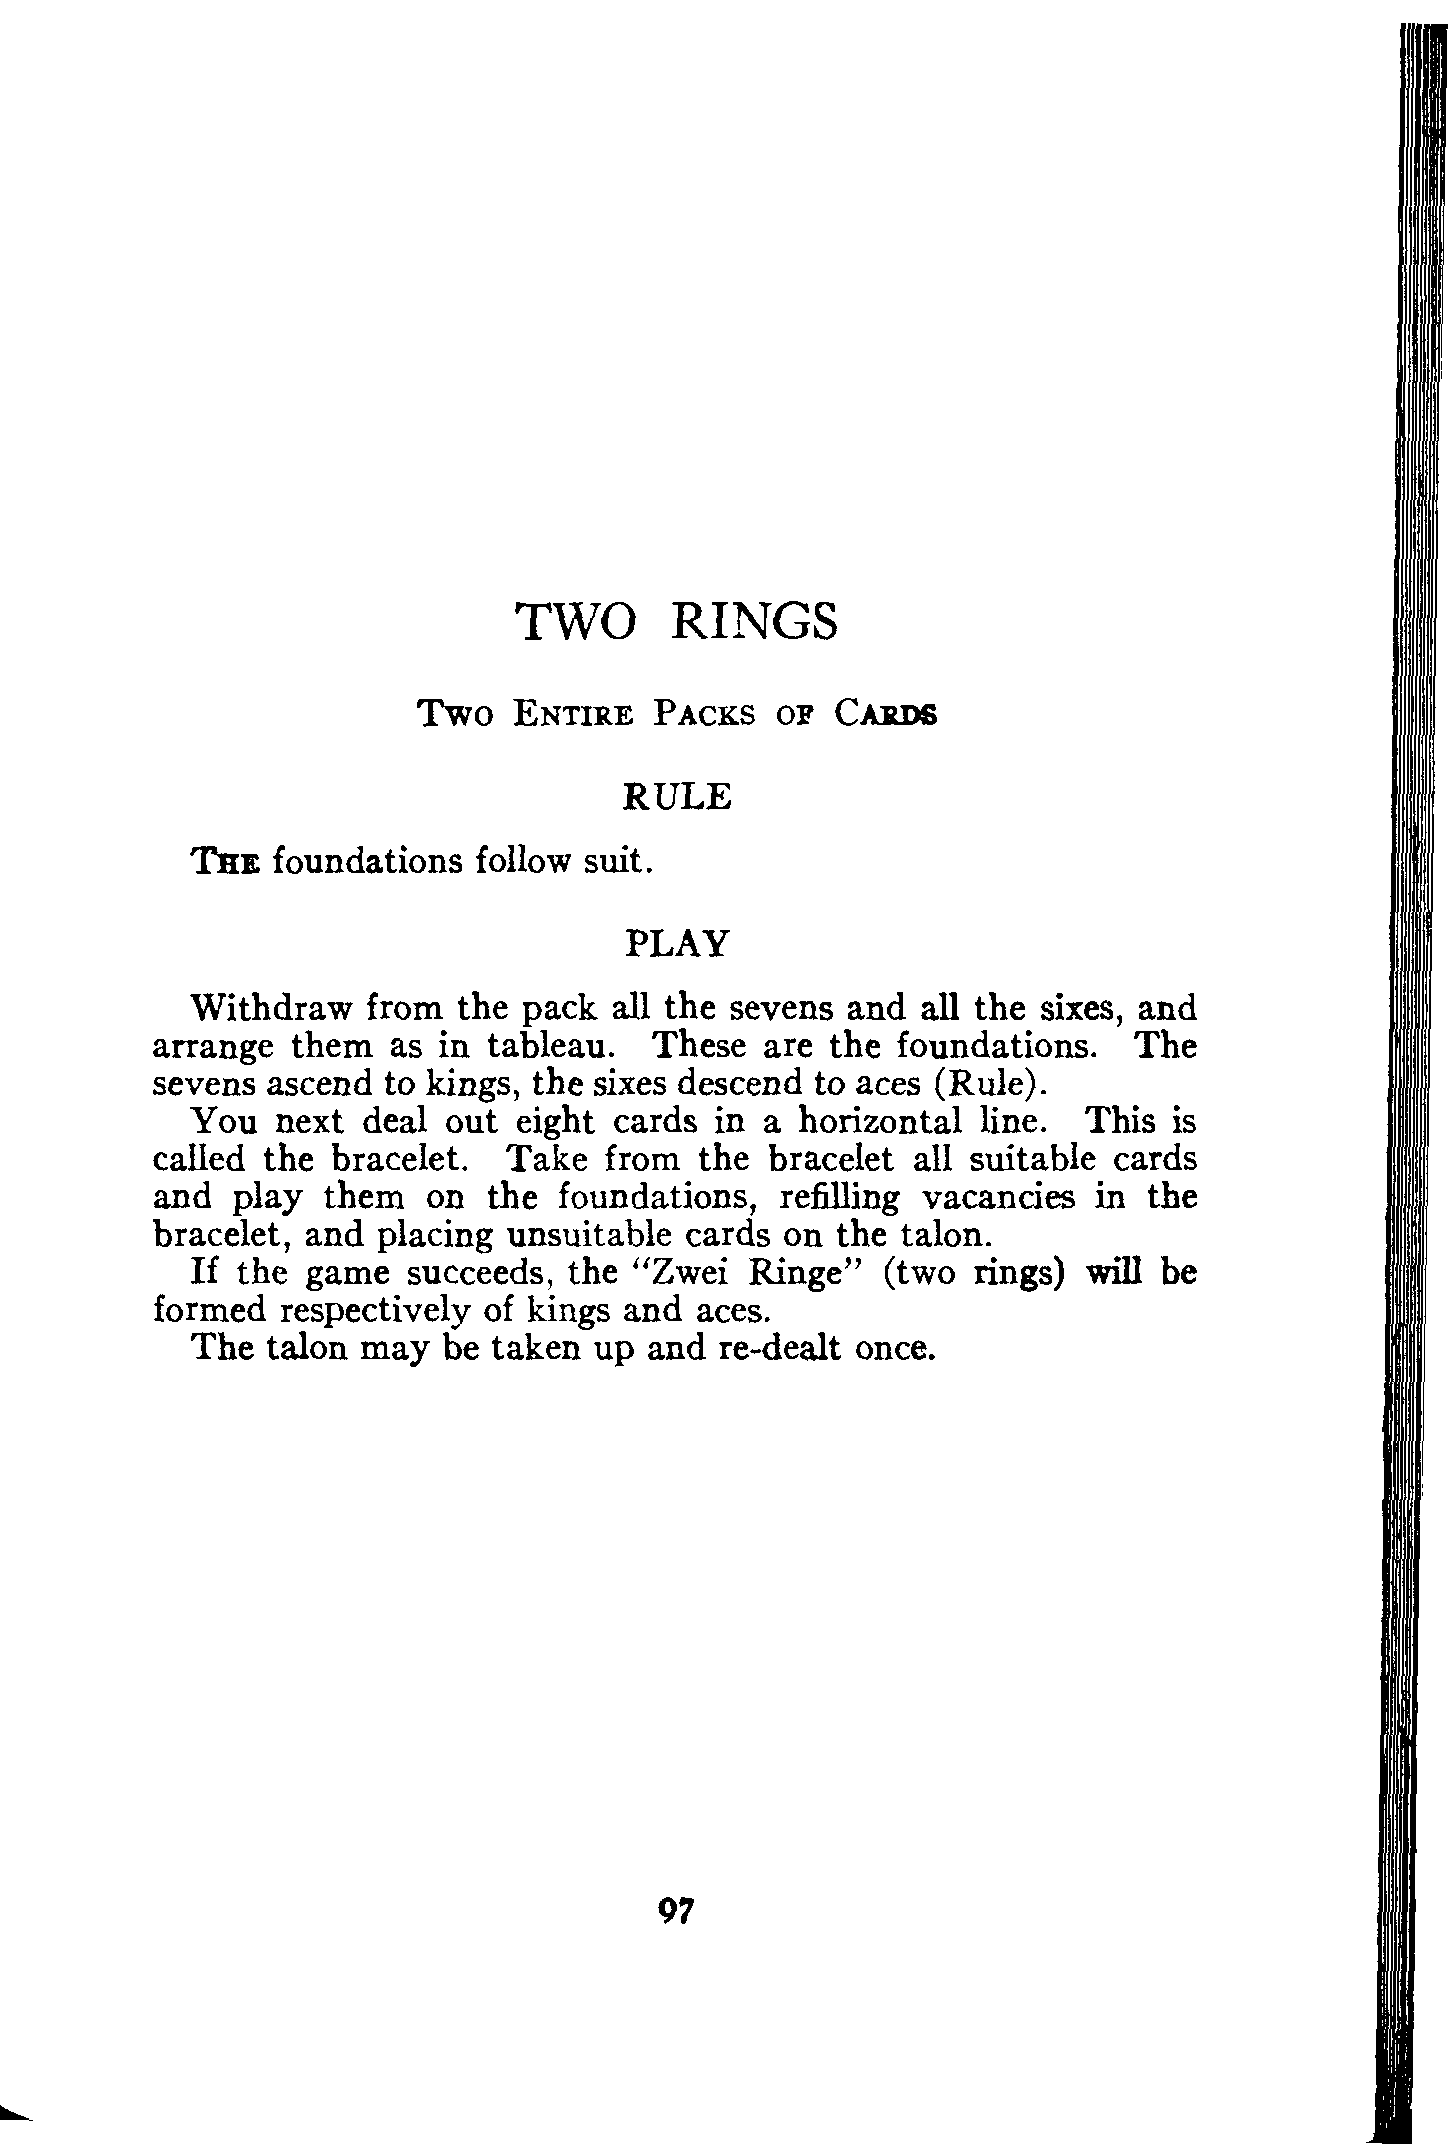 TWO RINGS
Two Entire Packs of Cards
RULE
The foundations follow suit.
PLAY
Withdraw from the pack all the sevens and all the sixes, and
arrange them as in tableau. These are the foundations. The
sevens ascend to kings, the sixes descend to aces (Rule).
You next deal out eight cards in a horizontal line. This is
called the bracelet. Take from the bracelet all suitable cards
and play them on the foundations, refilling vacancies in the
bracelet, and placing unsuitable cards on the talon.
If the game succeeds, the “Zwei Ringe” (two rings) will be
formed respectively of kings and aces.
The talon may be taken up and re-dealt once.
97